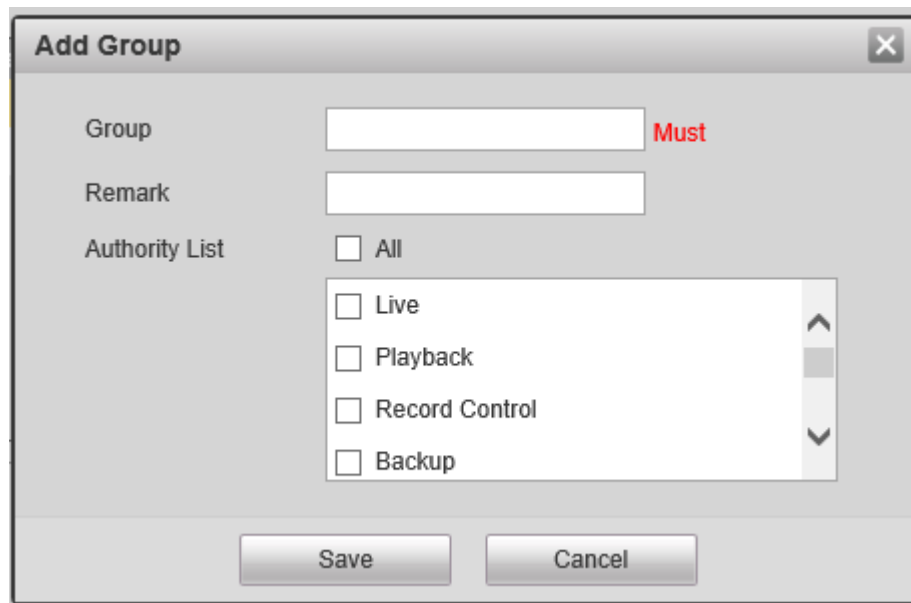 Add Group
Group Must
Remark
Authority List All
Live
Playback
Record Control
Backup
Save Cancel